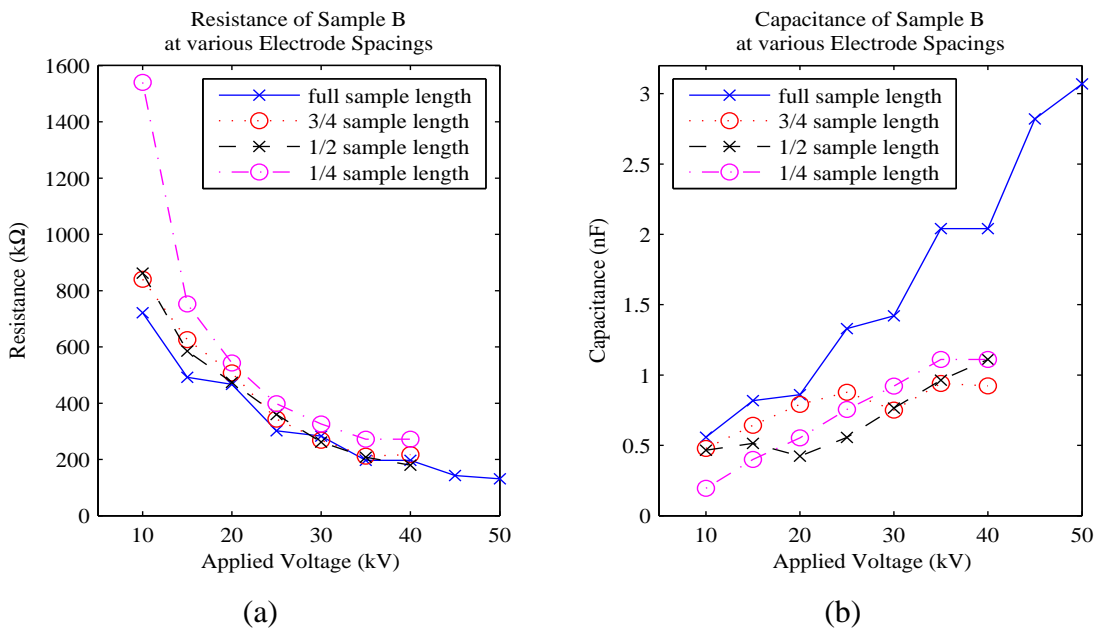 Resistance of Sample B
at various Electrode Spacings
1600
1400
1200
1000
800
600
400
200
0
Resistance (kΩ)
full sample length
3/4 sample length
1/2 sample length
1/4 sample length
10 20 30 40 50
Applied Voltage (kV)
(a)
Capacitance of Sample B
at various Electrode Spacings
3
2.5
2
1.5
1
0.5
0
Capacitance (nF)
full sample length
3/4 sample length
1/2 sample length
1/4 sample length
10 20 30 40 50
Applied Voltage (kV)
(b)